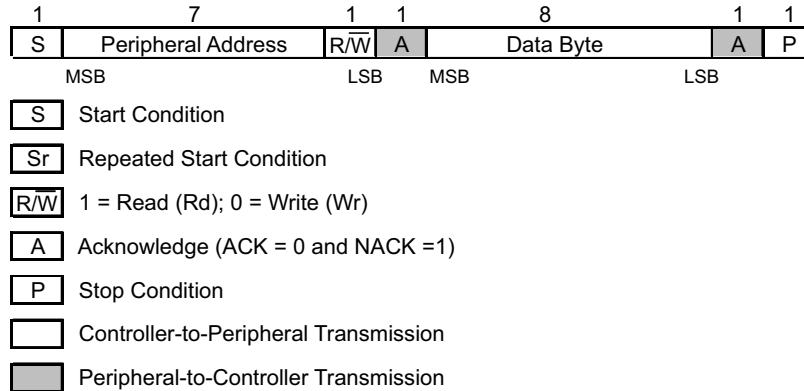 1 7 1 1 8 1 1
S Peripheral Address R/W̅ A Data Byte A P
MSB LSB MSB LSB
S Start Condition
Sr Repeated Start Condition
R/W̅ 1 = Read (Rd); 0 = Write (Wr)
A Acknowledge (ACK = 0 and NACK =1)
P Stop Condition
Controller-to-Peripheral Transmission
Peripheral-to-Controller Transmission